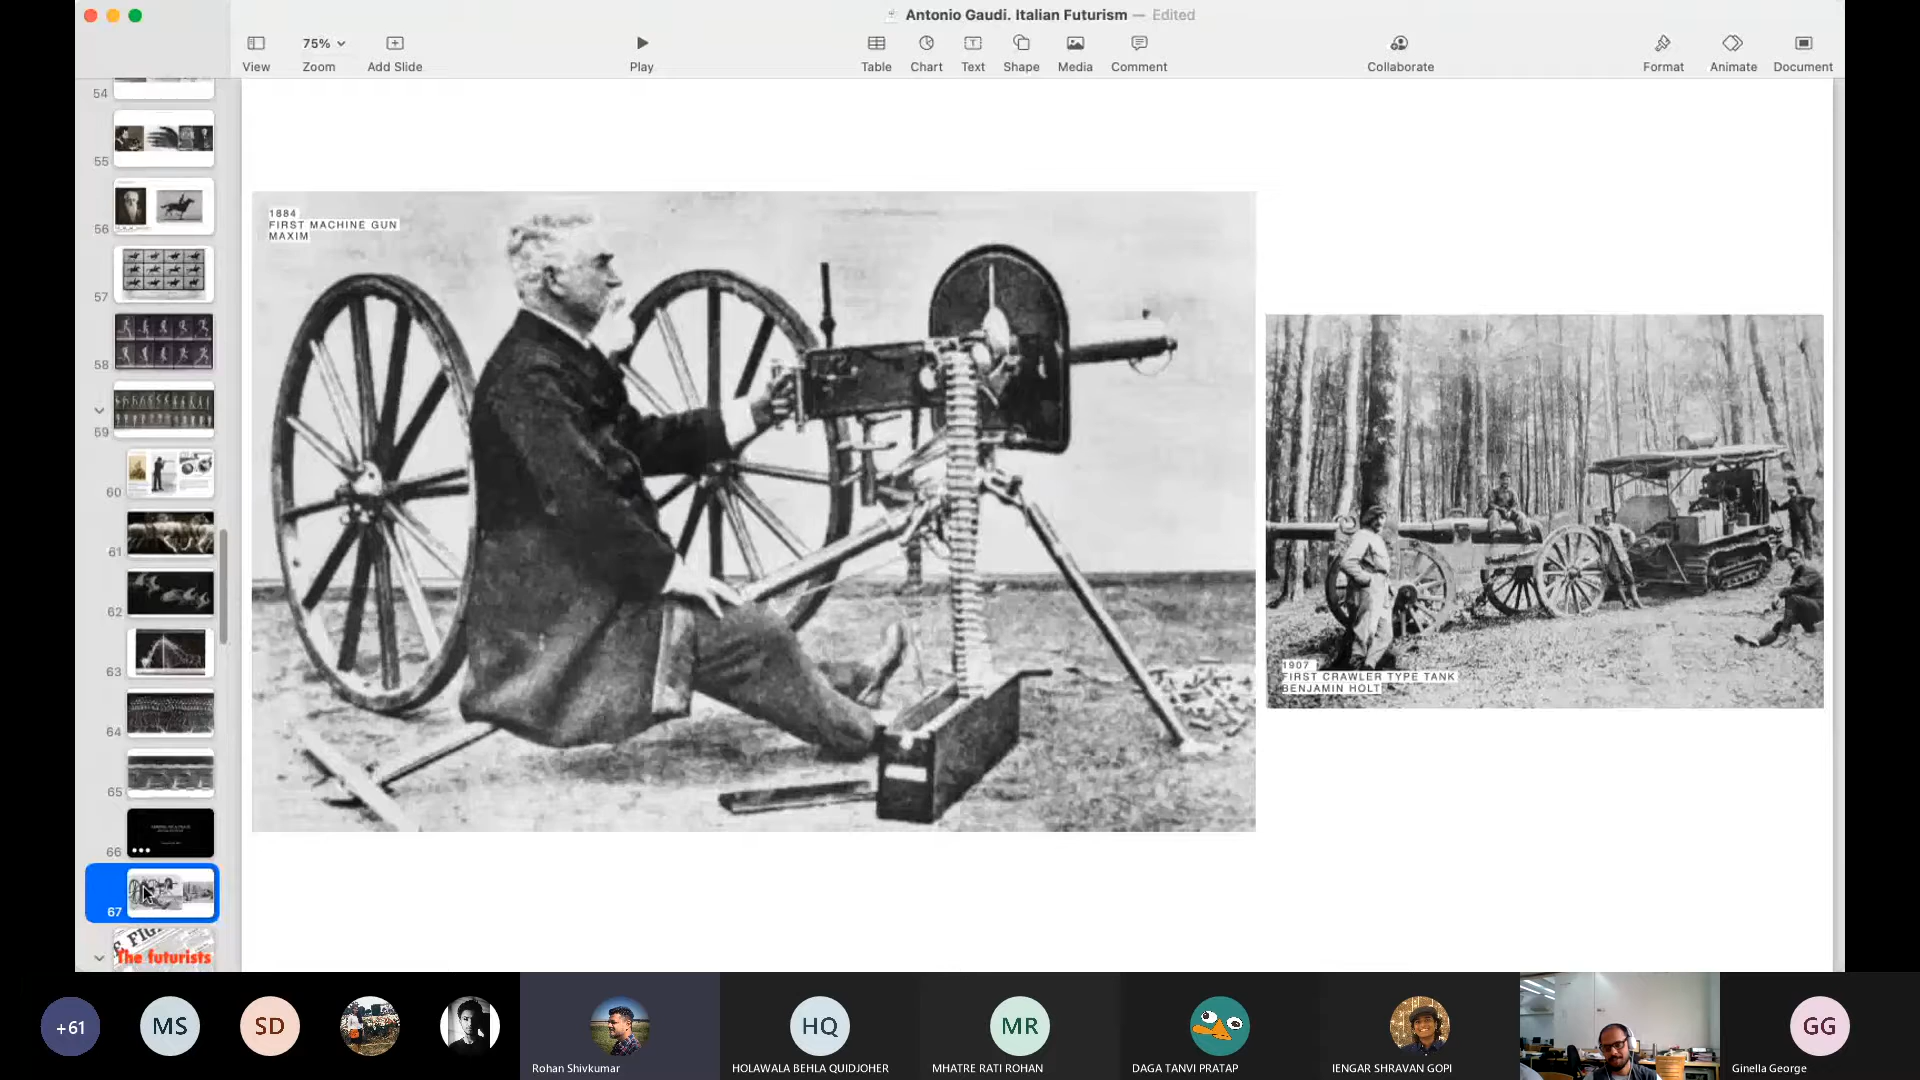 Antonio Gaudi. Italian Futurism — Edited
75%
View
Zoom
Add Slide
Play
Table
Chart
Text
Shape
Media
Comment
Collaborate
Format
Animate
Document
54
55
56
57
58
59
60
61
62
63
64
65
66
67
E FIG
The futurists
1884
FIRST MACHINE GUN
MAXIM
1907
FIRST CRAWLER TYPE TANK
BENJAMIN HOLT
+61
MS
SD
Rohan Shivkumar
HQ
HOLAWALA BEHLA QUIDJOHER
MR
MHATRE RATI ROHAN
DAGA TANVI PRATAP
IENGAR SHRAVAN GOPI
GG
Ginella George